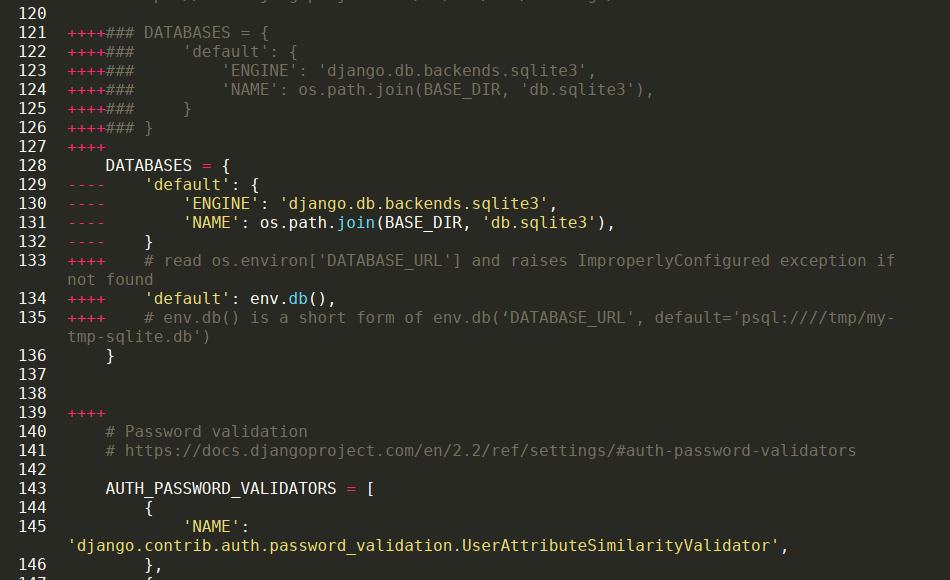 120
121 ++++### DATABASES = {
122 ++++###     'default': {
123 ++++###         'ENGINE': 'django.db.backends.sqlite3',
124 ++++###         'NAME': os.path.join(BASE_DIR, 'db.sqlite3'),
125 ++++###     }
126 ++++### }
127 ++++
128     DATABASES = {
129 ----    'default': {
130 ----        'ENGINE': 'django.db.backends.sqlite3',
131 ----        'NAME': os.path.join(BASE_DIR, 'db.sqlite3'),
132 ----    }
133 ++++    # read os.environ['DATABASE_URL'] and raises ImproperlyConfigured exception if
not found
134 ++++    'default': env.db(),
135 ++++    # env.db() is a short form of env.db(‘DATABASE_URL', default='psql:////tmp/my-
tmp-sqlite.db')
136     }
137
138
139 ++++
140     # Password validation
141     # https://docs.djangoproject.com/en/2.2/ref/settings/#auth-password-validators
142
143     AUTH_PASSWORD_VALIDATORS = [
144         {
145             'NAME':
'django.contrib.auth.password_validation.UserAttributeSimilarityValidator',
146         },